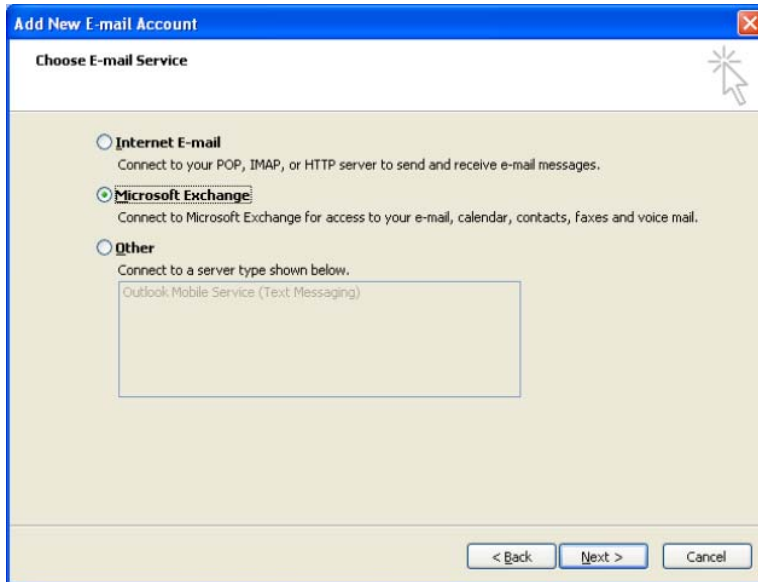 Add New E-mail Account
Choose E-mail Service
Internet E-mail
Connect to your POP, IMAP, or HTTP server to send and receive e-mail messages.
Microsoft Exchange
Connect to Microsoft Exchange for access to your e-mail, calendar, contacts, faxes and voice mail.
Other
Connect to a server type shown below.
Outlook Mobile Service (Text Messaging)
< Back Next > Cancel